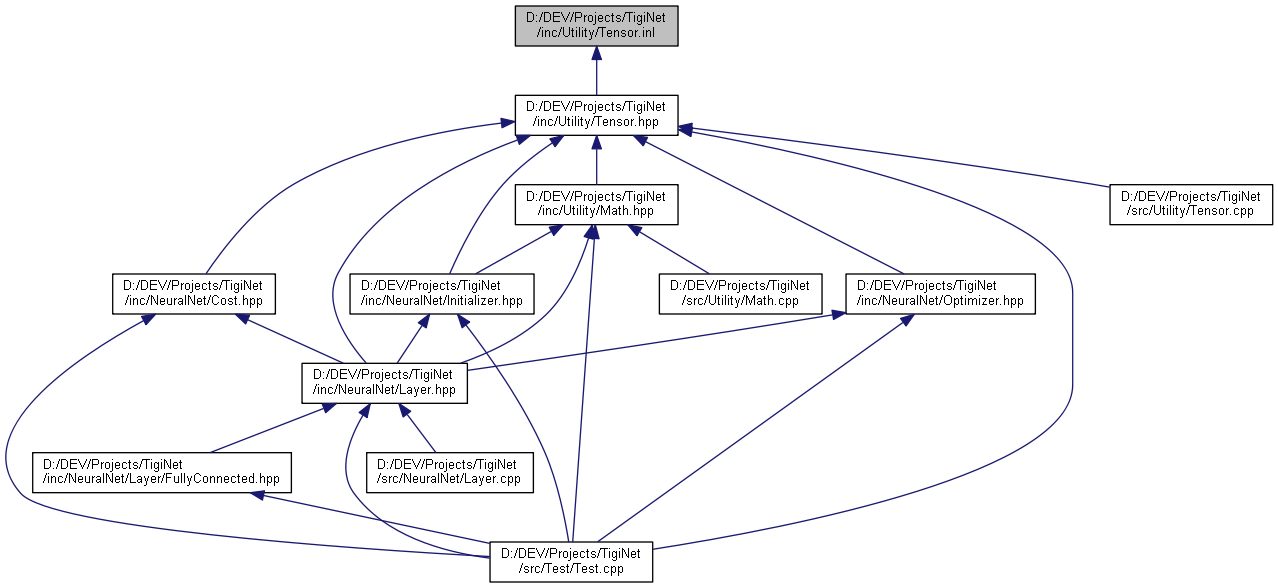 D:/DEV/Projects/TigiNet
/inc/Utility/Tensor.inl
D:/DEV/Projects/TigiNet
/inc/Utility/Tensor.hpp
D:/DEV/Projects/TigiNet
/inc/Utility/Math.hpp
D:/DEV/Projects/TigiNet
/src/Utility/Tensor.cpp
D:/DEV/Projects/TigiNet
/inc/NeuralNet/Cost.hpp
D:/DEV/Projects/TigiNet
/inc/NeuralNet/Initializer.hpp
D:/DEV/Projects/TigiNet
/src/Utility/Math.cpp
D:/DEV/Projects/TigiNet
/inc/NeuralNet/Optimizer.hpp
D:/DEV/Projects/TigiNet
/inc/NeuralNet/Layer.hpp
D:/DEV/Projects/TigiNet
/inc/NeuralNet/Layer/FullyConnected.hpp
D:/DEV/Projects/TigiNet
/src/NeuralNet/Layer.cpp
D:/DEV/Projects/TigiNet
/src/Test/Test.cpp